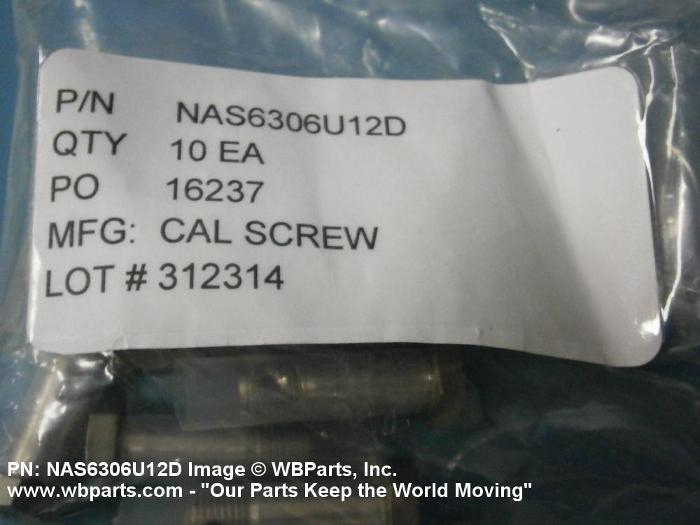 P/N NAS6306U12D
QTY 10 EA
PO 16237
MFG: CAL SCREW
LOT # 312314
PN: NAS6306U12D Image © WBParts, Inc.
www.wbparts.com - "Our Parts Keep the World Moving"